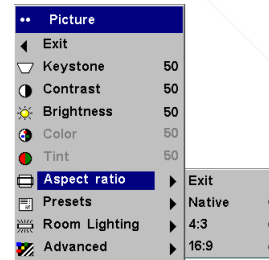 Picture
Exit
Keystone 50
Contrast 50
Brightness 50
Color 50
Tint 50
Aspect ratio
Presets
Room Lighting
Advanced
Exit
Native
4:3
16:9